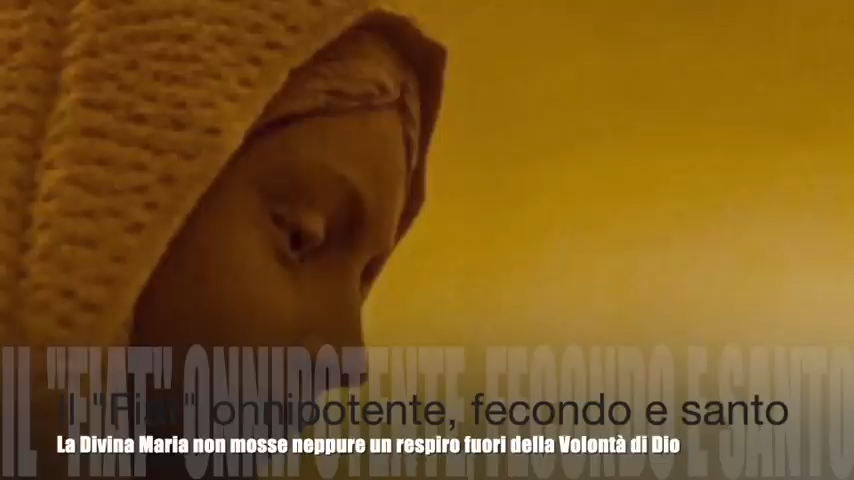 IL "FIAT" ONNIPOTENTE, FECONDO E SANTO
Il "Fiat" onnipotente, fecondo e santo
La Divina Maria non mosse neppure un respiro fuori della Volontà di Dio